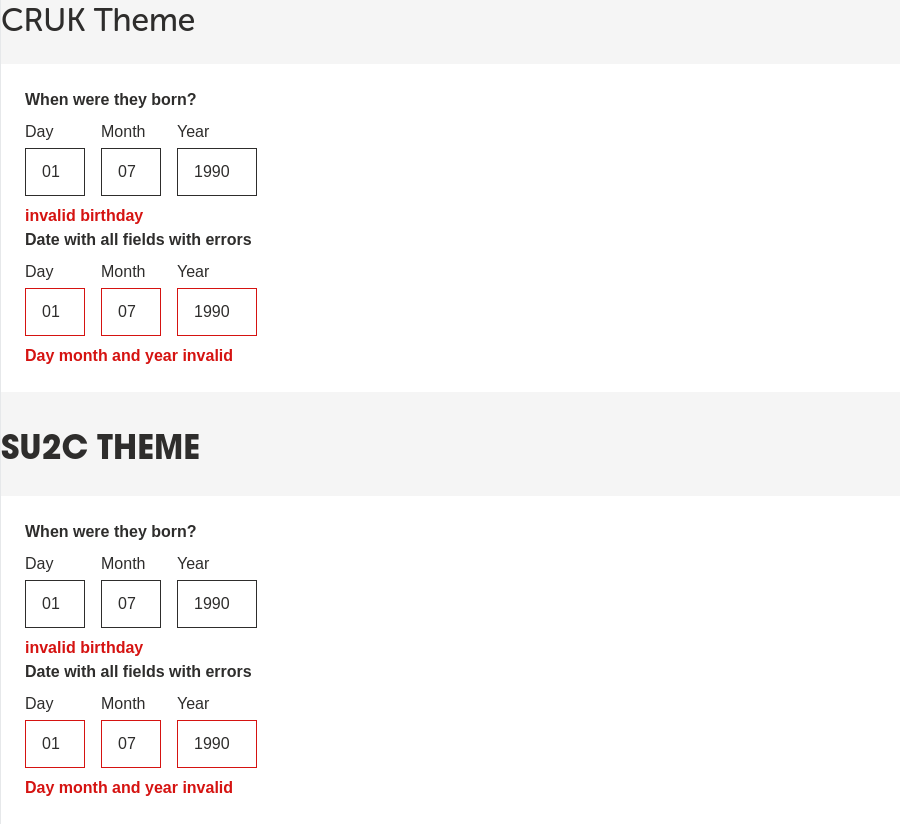 CRUK Theme
When were they born?
Day Month Year
01 07 1990
invalid birthday
Date with all fields with errors
Day Month Year
01 07 1990
Day month and year invalid
SU2C THEME
When were they born?
Day Month Year
01 07 1990
invalid birthday
Date with all fields with errors
Day Month Year
01 07 1990
Day month and year invalid